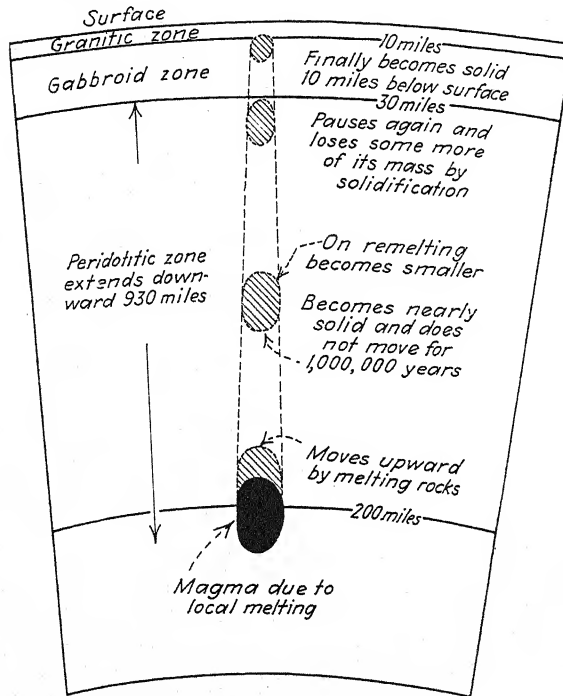 Surface
Granitic zone
10 miles
Gabbroid zone
Finally becomes solid
10 miles below surface
30 miles
Pauses again and
loses some more
of its mass by
solidification
Peridotitic zone
extends down-
ward 930 miles
On remelting
becomes smaller
Becomes nearly
solid and does
not move for
1,000,000 years
Moves upward
by melting rocks
200 miles
Magma due to
local melting